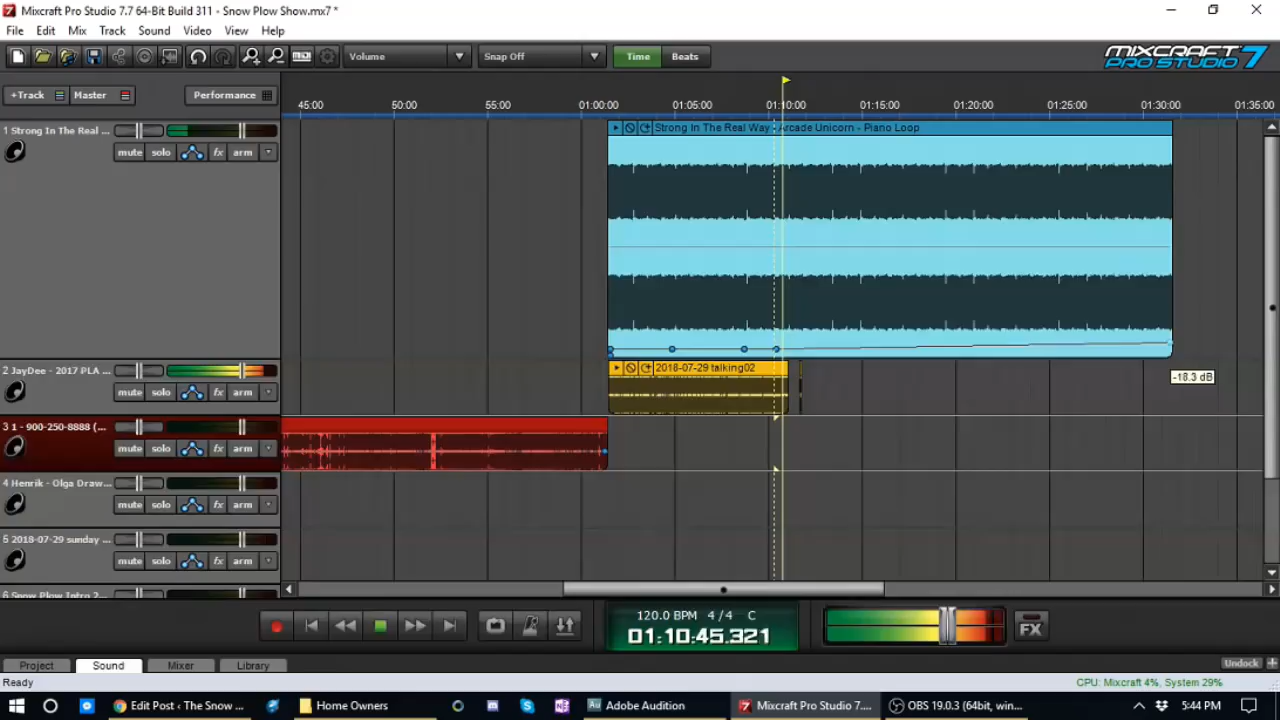 Mixcraft Pro Studio 7.7 64-Bit Build 311 - Snow Plow Show.mx7 *
File Edit Mix Track Sound Video View Help
Volume Snap Off Time Beats MIXCRAFT PRO STUDIO 7
+Track Master Performance 45:00 50:00 55:00 01:00:00 01:05:00 01:10:00 01:15:00 01:20:00 01:25:00 01:30:00 01:36:00
1 Strong In The Real ... Strong In The Real Way - Arcade Unicorn - Piano Loop
mute solo fx arm
2 JayDee - 2017 PLA ... 2018-07-29 talking02
-18.3 dB
mute solo fx arm
3 1 - 900-250-8888 (...
mute solo fx arm
4 Henrik - Olga Draw...
mute solo fx arm
5 2018-07-29 sunday ...
mute solo fx arm
6 Snow Plow Intro 2...
120.0 BPM 4 / 4 C
01:10:45.321 FX
Project Sound Mixer Library Undock
Ready CPU: Mixcraft 4%, System 29%
Edit Post ‹ The Snow ... Home Owners Adobe Audition Mixcraft Pro Studio 7.... OBS 19.0.3 (64bit, win... 5:44 PM